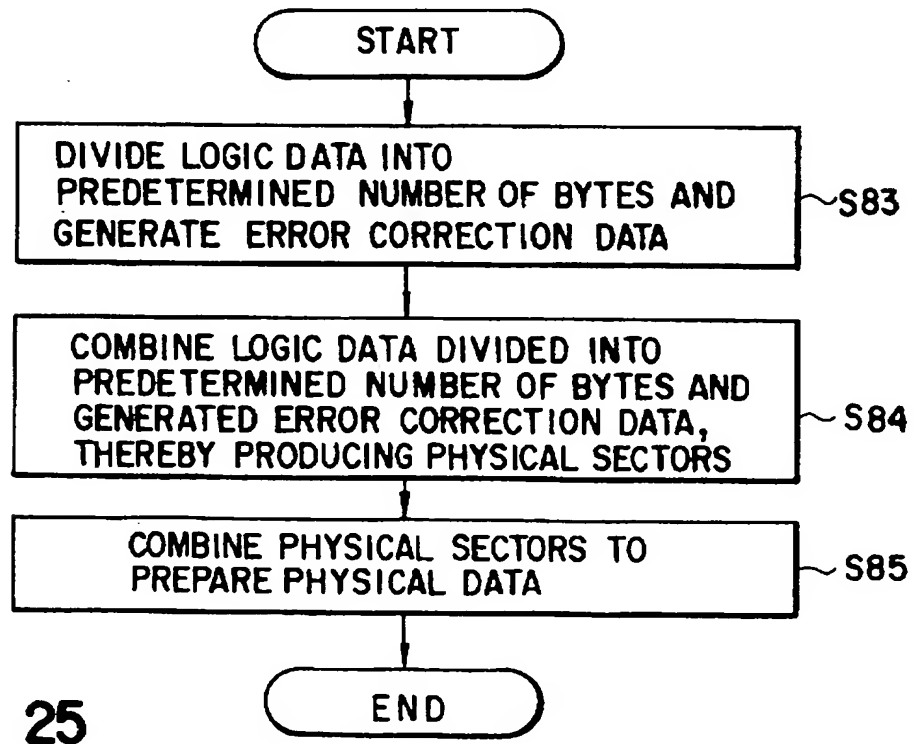 START
DIVIDE LOGIC DATA INTO
PREDETERMINED NUMBER OF BYTES AND
GENERATE ERROR CORRECTION DATA
S83
COMBINE LOGIC DATA DIVIDED INTO
PREDETERMINED NUMBER OF BYTES AND
GENERATED ERROR CORRECTION DATA,
THEREBY PRODUCING PHYSICAL SECTORS
S84
COMBINE PHYSICAL SECTORS TO
PREPARE PHYSICAL DATA
S85
END
25